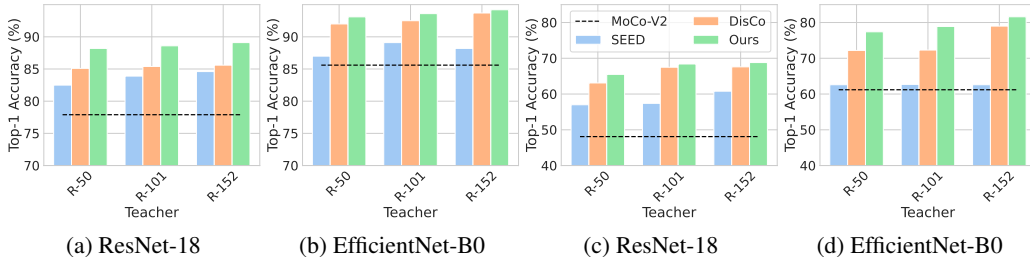 Top-1 Accuracy (%)
90
85
80
75
70
R-50
R-101
R-152
Teacher
(a) ResNet-18
Top-1 Accuracy (%)
90
85
80
75
70
R-50
R-101
R-152
Teacher
(b) EfficientNet-B0
Top-1 Accuracy (%)
80
70
60
50
40
MoCo-V2
SEED
DisCo
Ours
R-50
R-101
R-152
Teacher
(c) ResNet-18
Top-1 Accuracy (%)
80
70
60
50
40
R-50
R-101
R-152
Teacher
(d) EfficientNet-B0